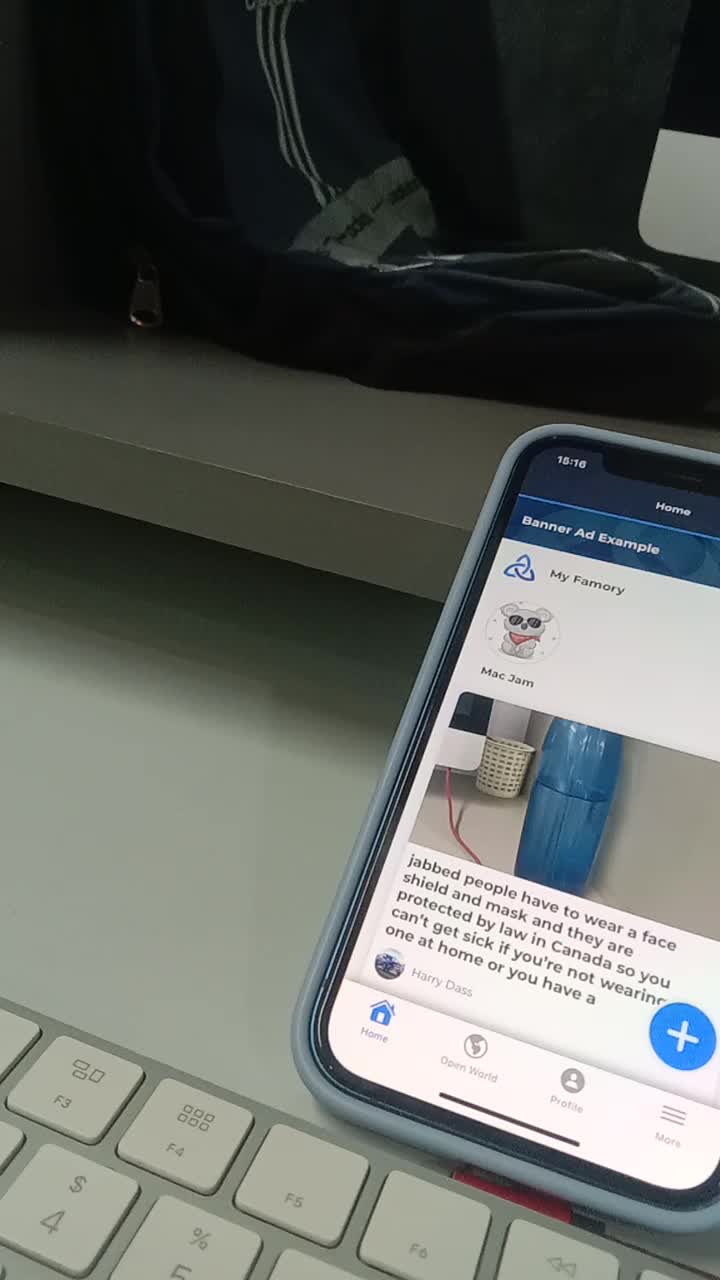 15:16
Home
Banner Ad Example
My Famory
Mac Jam
jabbed people have to wear a face
shield and mask and they are
protected by law in Canada so you
can't get sick if you're not wearing
one at home or you have a
Harry Dass
Home
Open World
Profile
More
F3
F4
F5
F6
$
4
%
5